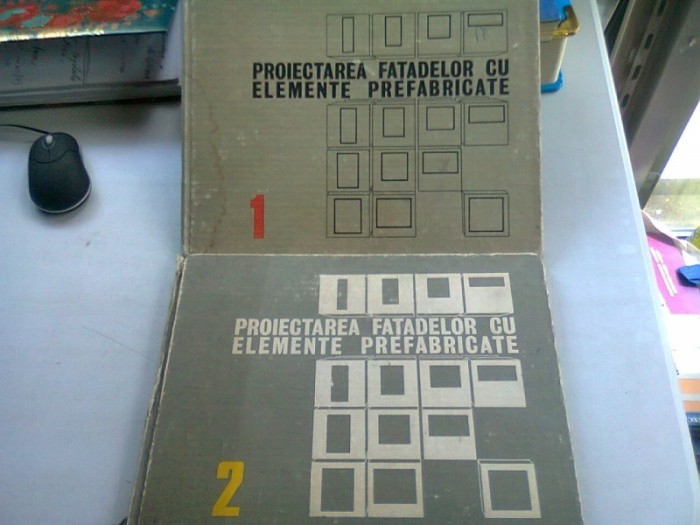 PROIECTAREA FATADELOR CU
ELEMENTE PREFABRICATE
1
PROIECTAREA FATADELOR CU
ELEMENTE PREFABRICATE
2